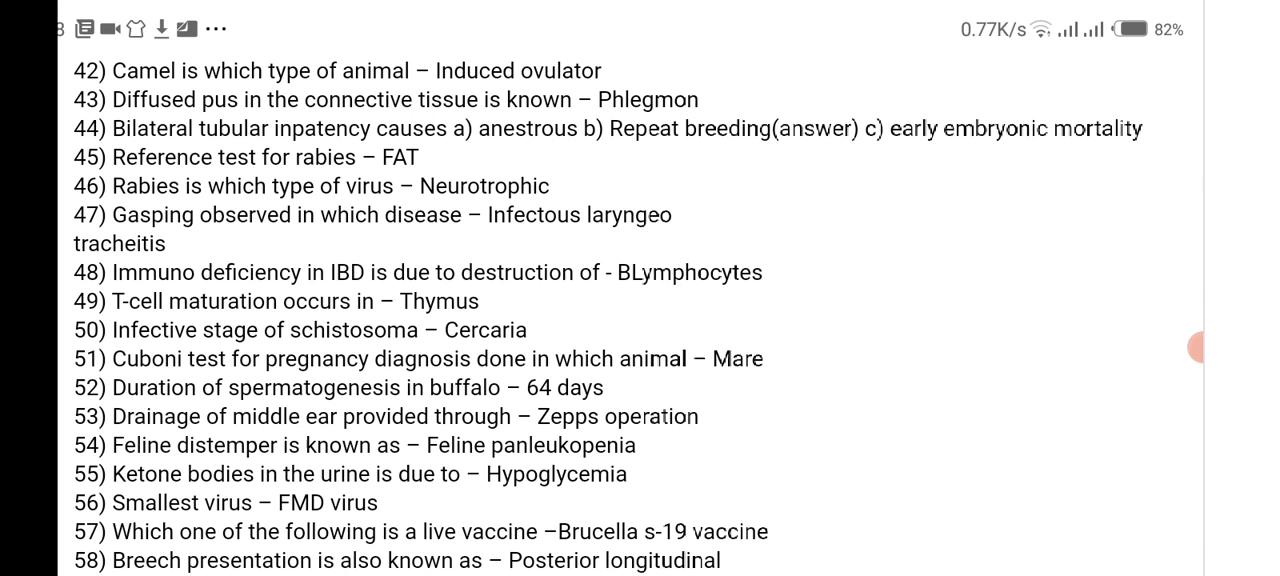 8 ... 0.77K/s 82%
42) Camel is which type of animal – Induced ovulator
43) Diffused pus in the connective tissue is known – Phlegmon
44) Bilateral tubular inpatency causes a) anestrous b) Repeat breeding(answer) c) early embryonic mortality
45) Reference test for rabies – FAT
46) Rabies is which type of virus – Neurotrophic
47) Gasping observed in which disease – Infectous laryngeo
tracheitis
48) Immuno deficiency in IBD is due to destruction of - BLymphocytes
49) T-cell maturation occurs in – Thymus
50) Infective stage of schistosoma – Cercaria
51) Cuboni test for pregnancy diagnosis done in which animal – Mare
52) Duration of spermatogenesis in buffalo – 64 days
53) Drainage of middle ear provided through – Zepps operation
54) Feline distemper is known as – Feline panleukopenia
55) Ketone bodies in the urine is due to – Hypoglycemia
56) Smallest virus – FMD virus
57) Which one of the following is a live vaccine –Brucella s-19 vaccine
58) Breech presentation is also known as – Posterior longitudinal